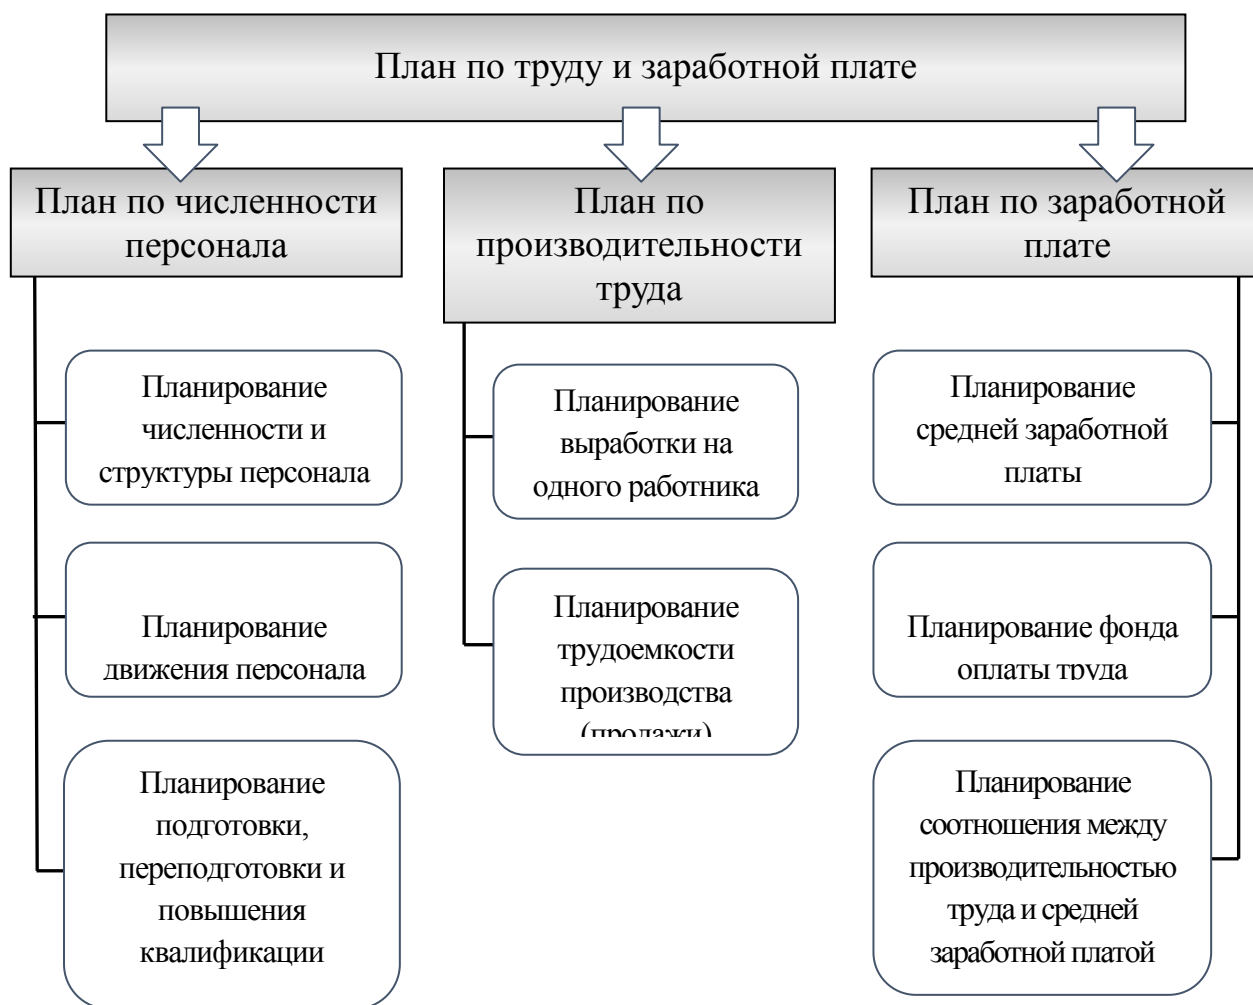 План по труду и заработной плате
План по численности
персонала
Планирование
численности и
структуры персонала
Планирование
движения персонала
Планирование
подготовки,
переподготовки и
повышения
квалификации
План по
производительности
труда
Планирование
выработки на
одного работника
Планирование
трудоемкости
производства
(продажи)
План по заработной
плате
Планирование
средней заработной
платы
Планирование фонда
оплаты труда
Планирование
соотношения между
производительностью
труда и средней
заработной платой